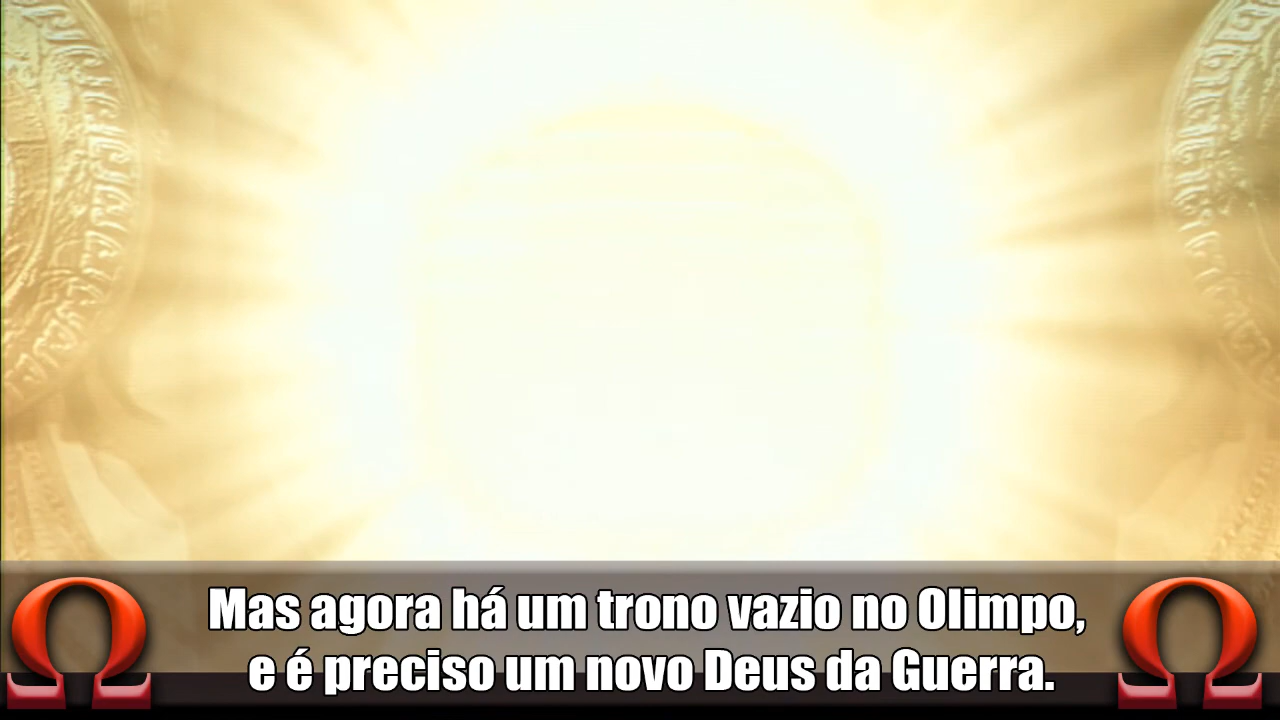 Mas agora há um trono vazio no Olimpo,
e é preciso um novo Deus da Guerra.